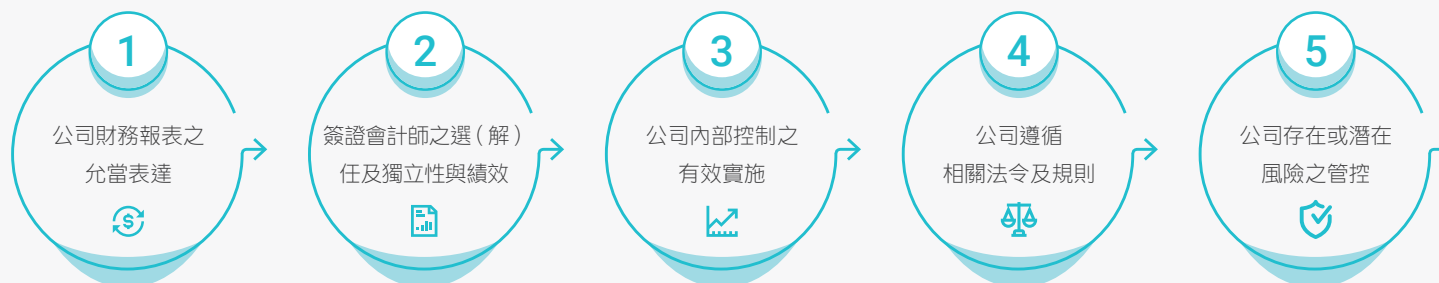 1
公司財務報表之
允當表達
2
簽證會計師之選(解)
任及獨立性與績效
3
公司內部控制之
有效實施
4
公司遵循
相關法令及規則
5
公司存在或潛在
風險之管控